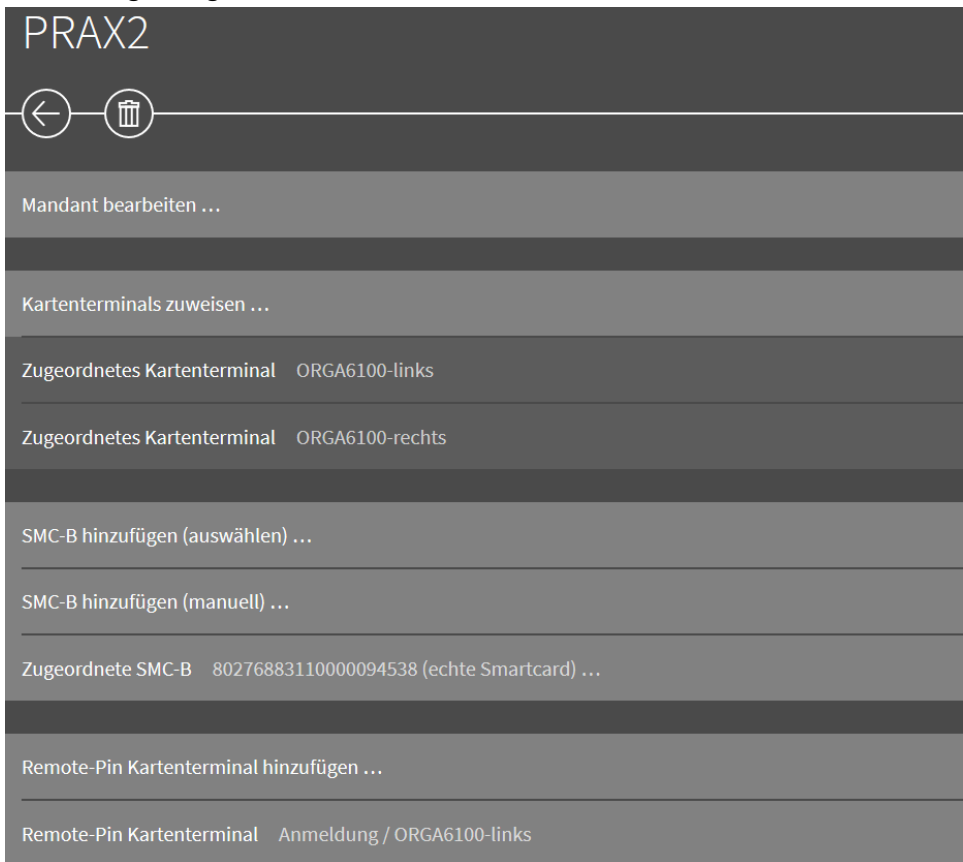 PRAX2
Mandant bearbeiten ...
Kartenterminals zuweisen ...
Zugeordnetes Kartenterminal ORGA6100-links
Zugeordnetes Kartenterminal ORGA6100-rechts
SMC-B hinzufügen (auswählen) ...
SMC-B hinzufügen (manuell) ...
Zugeordnete SMC-B 80276883110000094538 (echte Smartcard) ...
Remote-Pin Kartenterminal hinzufügen ...
Remote-Pin Kartenterminal Anmeldung / ORGA6100-links